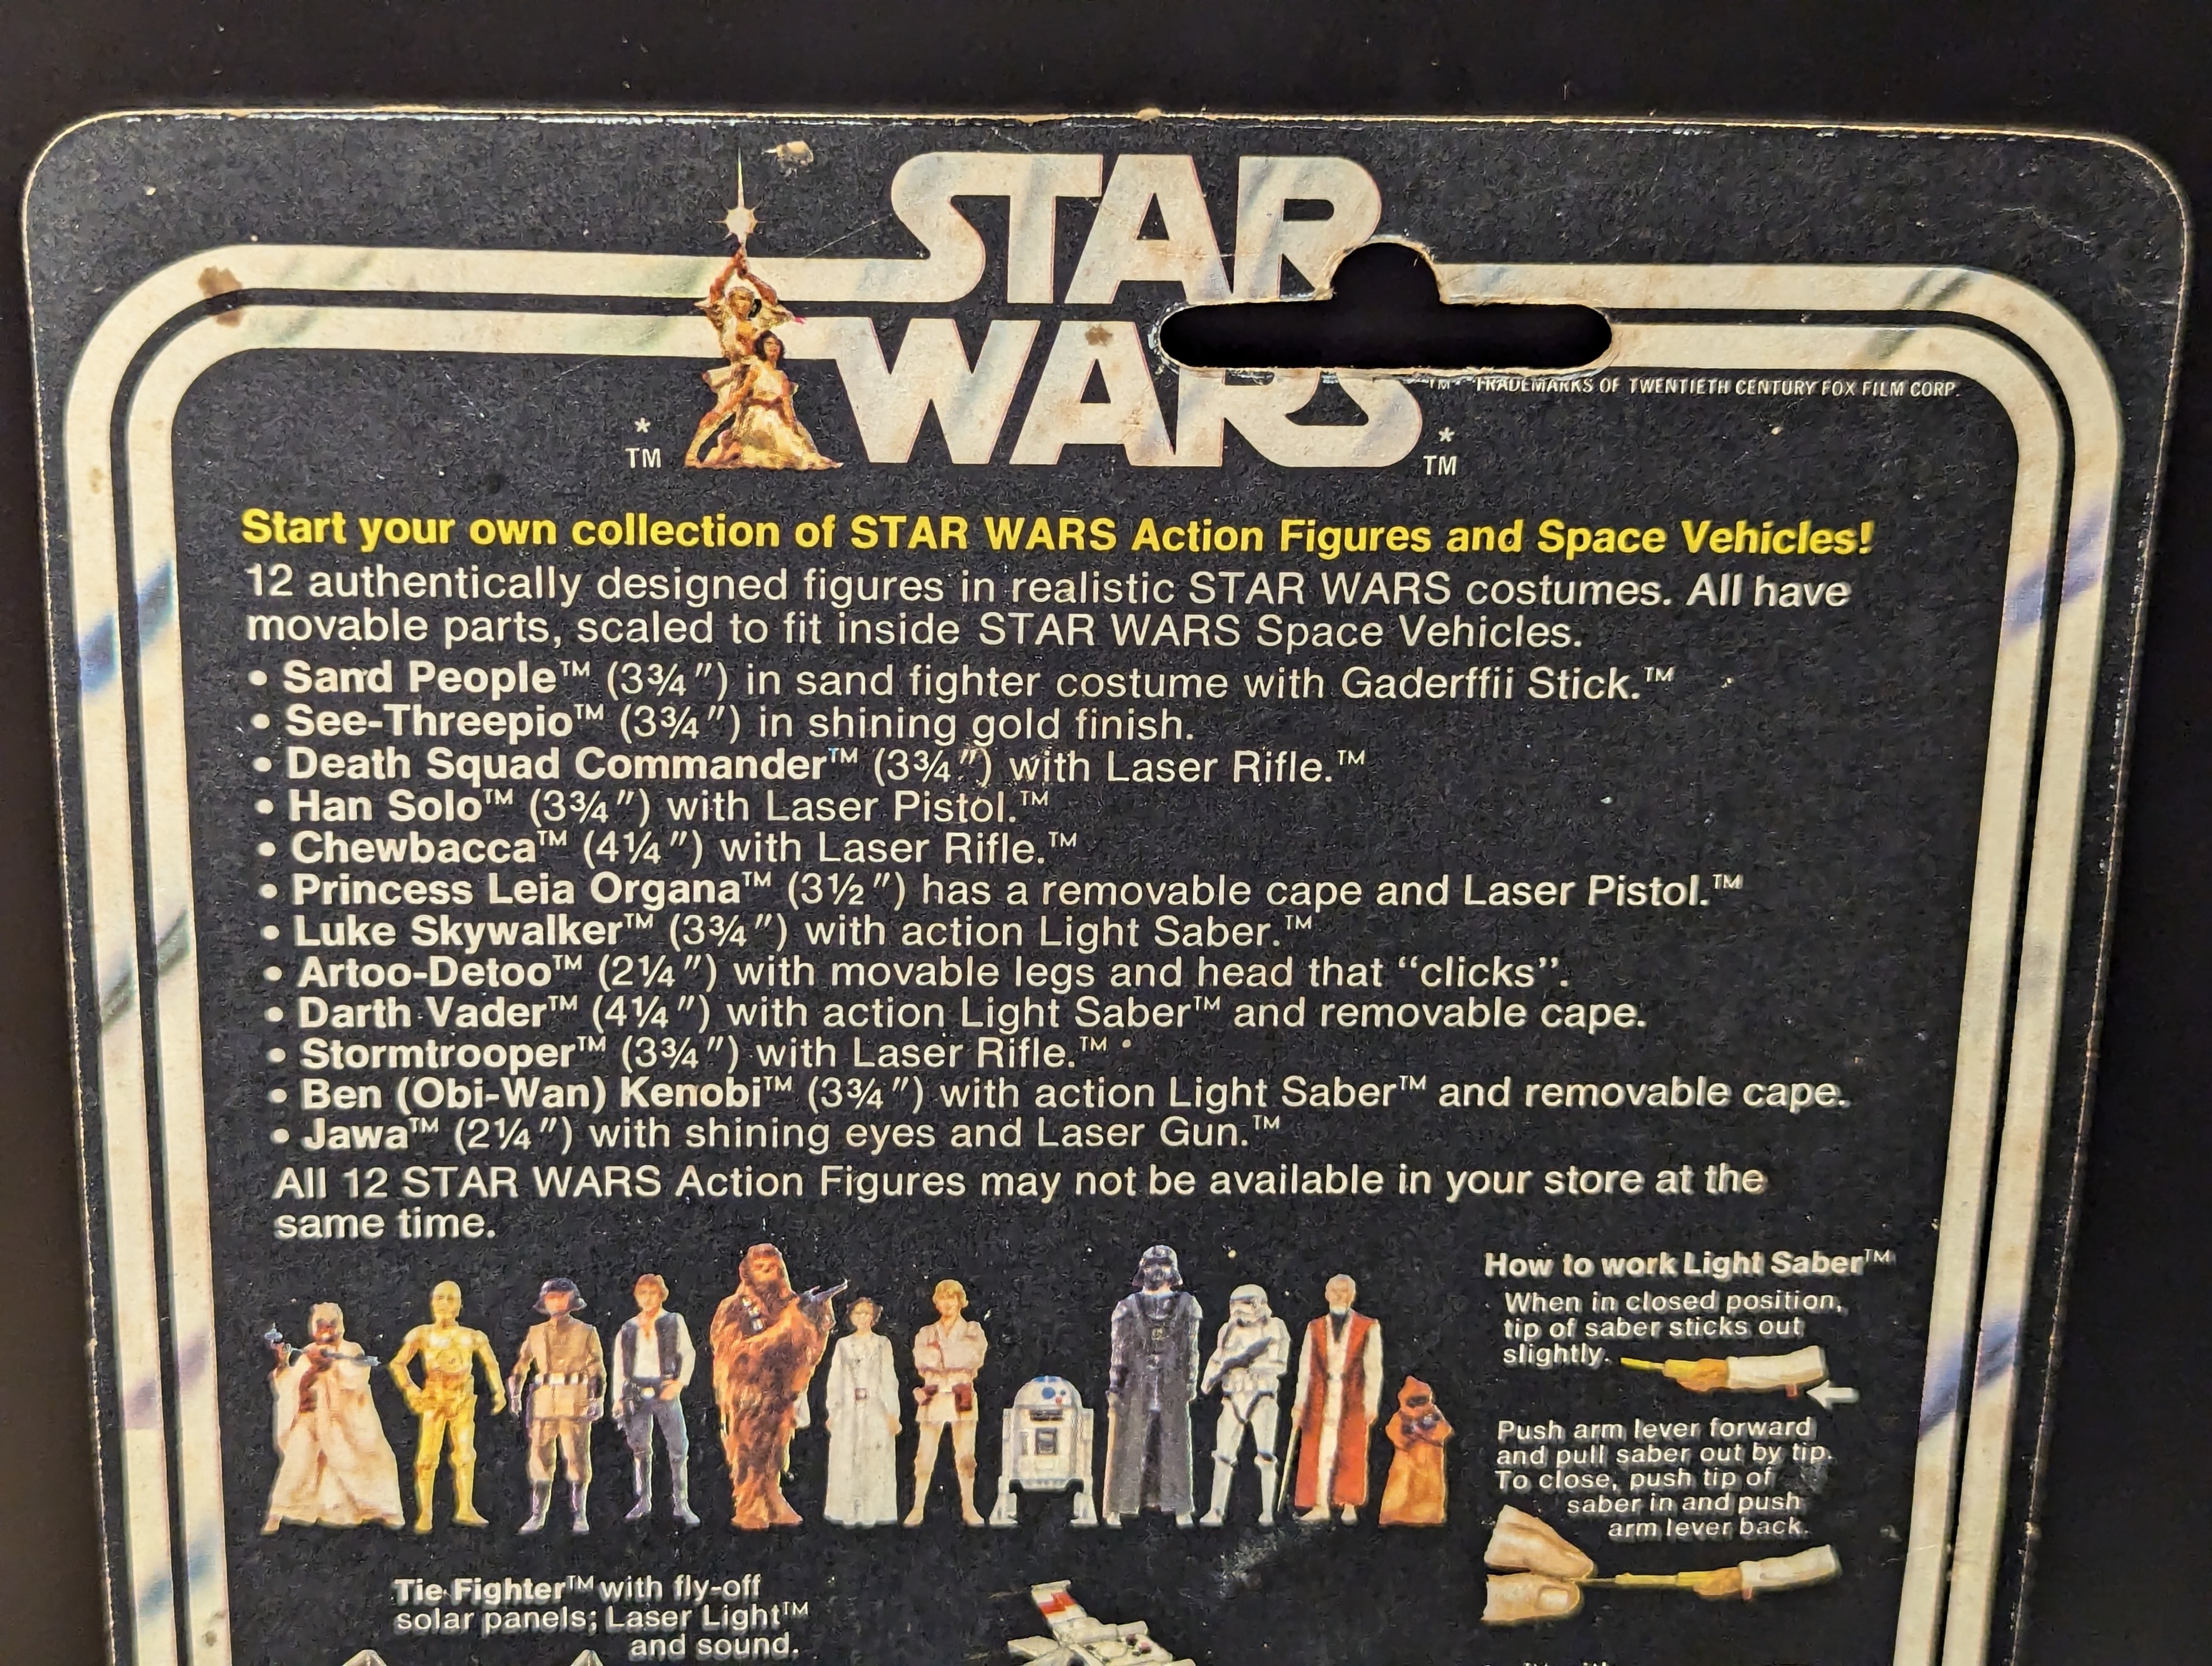 STAR
WARS
TM TRADEMARKS OF TWENTIETH CENTURY FOX FILM CORP.
* *
TM TM
Start your own collection of STAR WARS Action Figures and Space Vehicles!
12 authentically designed figures in realistic STAR WARS costumes. All have
movable parts, scaled to fit inside STAR WARS Space Vehicles.
• Sand People™ (3¾") in sand fighter costume with Gaderffii Stick.™
• See-Threepio™ (3¾") in shining gold finish.
• Death Squad Commander™ (3¾") with Laser Rifle.™
• Han Solo™ (3¾") with Laser Pistol.™
• Chewbacca™ (4¼") with Laser Rifle.™
• Princess Leia Organa™ (3½") has a removable cape and Laser Pistol.™
• Luke Skywalker™ (3¾") with action Light Saber.™
• Artoo-Detoo™ (2¼") with movable legs and head that “clicks”.
• Darth Vader™ (4¼") with action Light Saber™ and removable cape.
• Stormtrooper™ (3¾") with Laser Rifle.™
• Ben (Obi-Wan) Kenobi™ (3¾") with action Light Saber™ and removable cape.
• Jawa™ (2¼") with shining eyes and Laser Gun.™
All 12 STAR WARS Action Figures may not be available in your store at the
same time.
How to work Light Saber™
When in closed position,
tip of saber sticks out
slightly.
Push arm lever forward
and pull saber out by tip.
To close, push tip of
saber in and push
arm lever back.
Tie Fighter™ with fly-off
solar panels; Laser Light™
and sound.